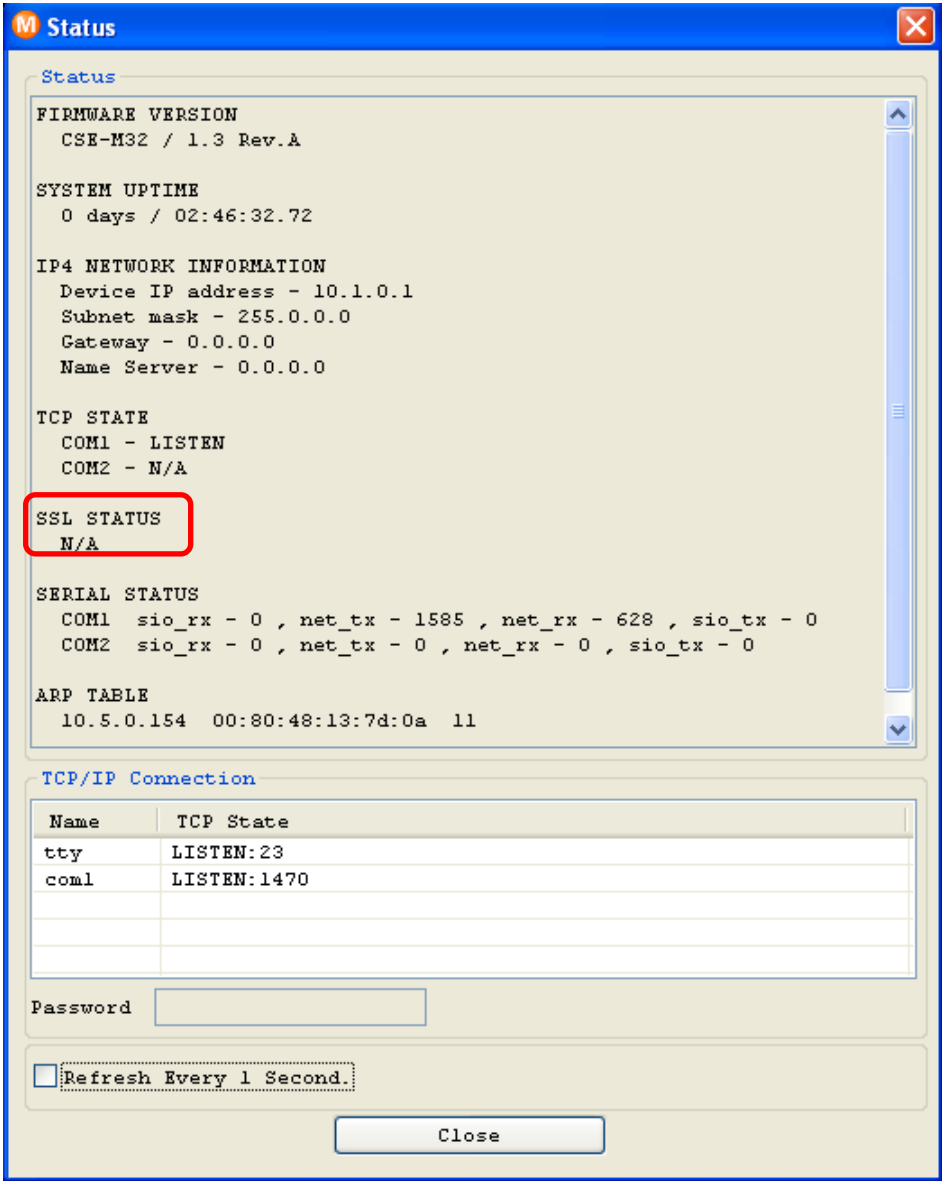 M Status
Status
FIRMWARE VERSION
CSE-M32 / 1.3 Rev.A
SYSTEM UPTIME
0 days / 02:46:32.72
IP4 NETWORK INFORMATION
Device IP address - 10.1.0.1
Subnet mask - 255.0.0.0
Gateway - 0.0.0.0
Name Server - 0.0.0.0
TCP STATE
COM1 - LISTEN
COM2 - N/A
SSL STATUS
N/A
SERIAL STATUS
COM1 sio_rx - 0 , net_tx - 1585 , net_rx - 628 , sio_tx - 0
COM2 sio_rx - 0 , net_tx - 0 , net_rx - 0 , sio_tx - 0
ARP TABLE
10.5.0.154 00:80:48:13:7d:0a 11
TCP/IP Connection
Name TCP State
tty LISTEN:23
com1 LISTEN:1470
Password
Refresh Every 1 Second.
Close